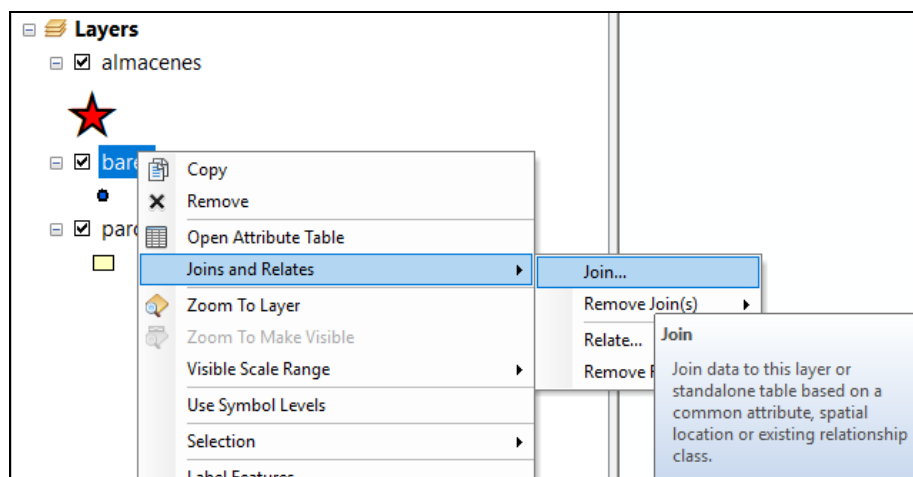 Layers
almacenes
Copy
Remove
Open Attribute Table
Joins and Relates
Join...
Zoom To Layer
Remove Join(s)
Zoom To Make Visible
Relate...
Join
Visible Scale Range
Remove
Join data to this layer or
standalone table based on a
common attribute, spatial
location or existing relationship
class.
Use Symbol Levels
Selection
Label Features